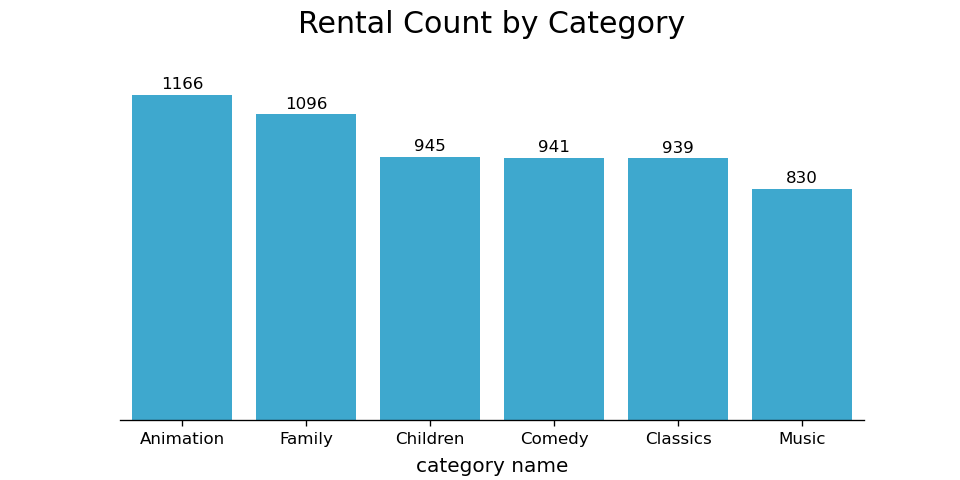 Rental Count by Category
1166
1096
945
941
939
830
Animation Family Children Comedy Classics Music
category name